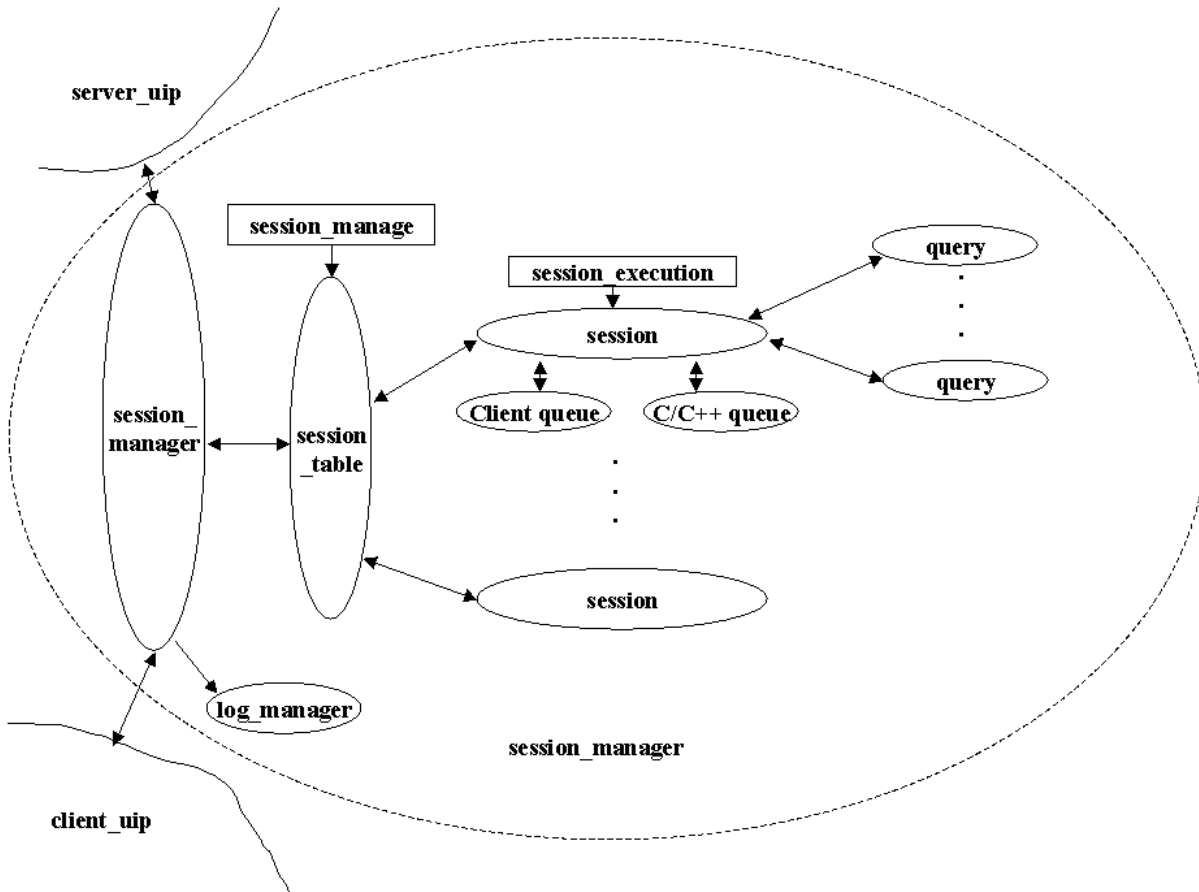 server_uip
session_manage
session_execution
query
session
query
session_
manager
session
_table
Client queue
C/C++ queue
session
log_manager
session_manager
client_uip